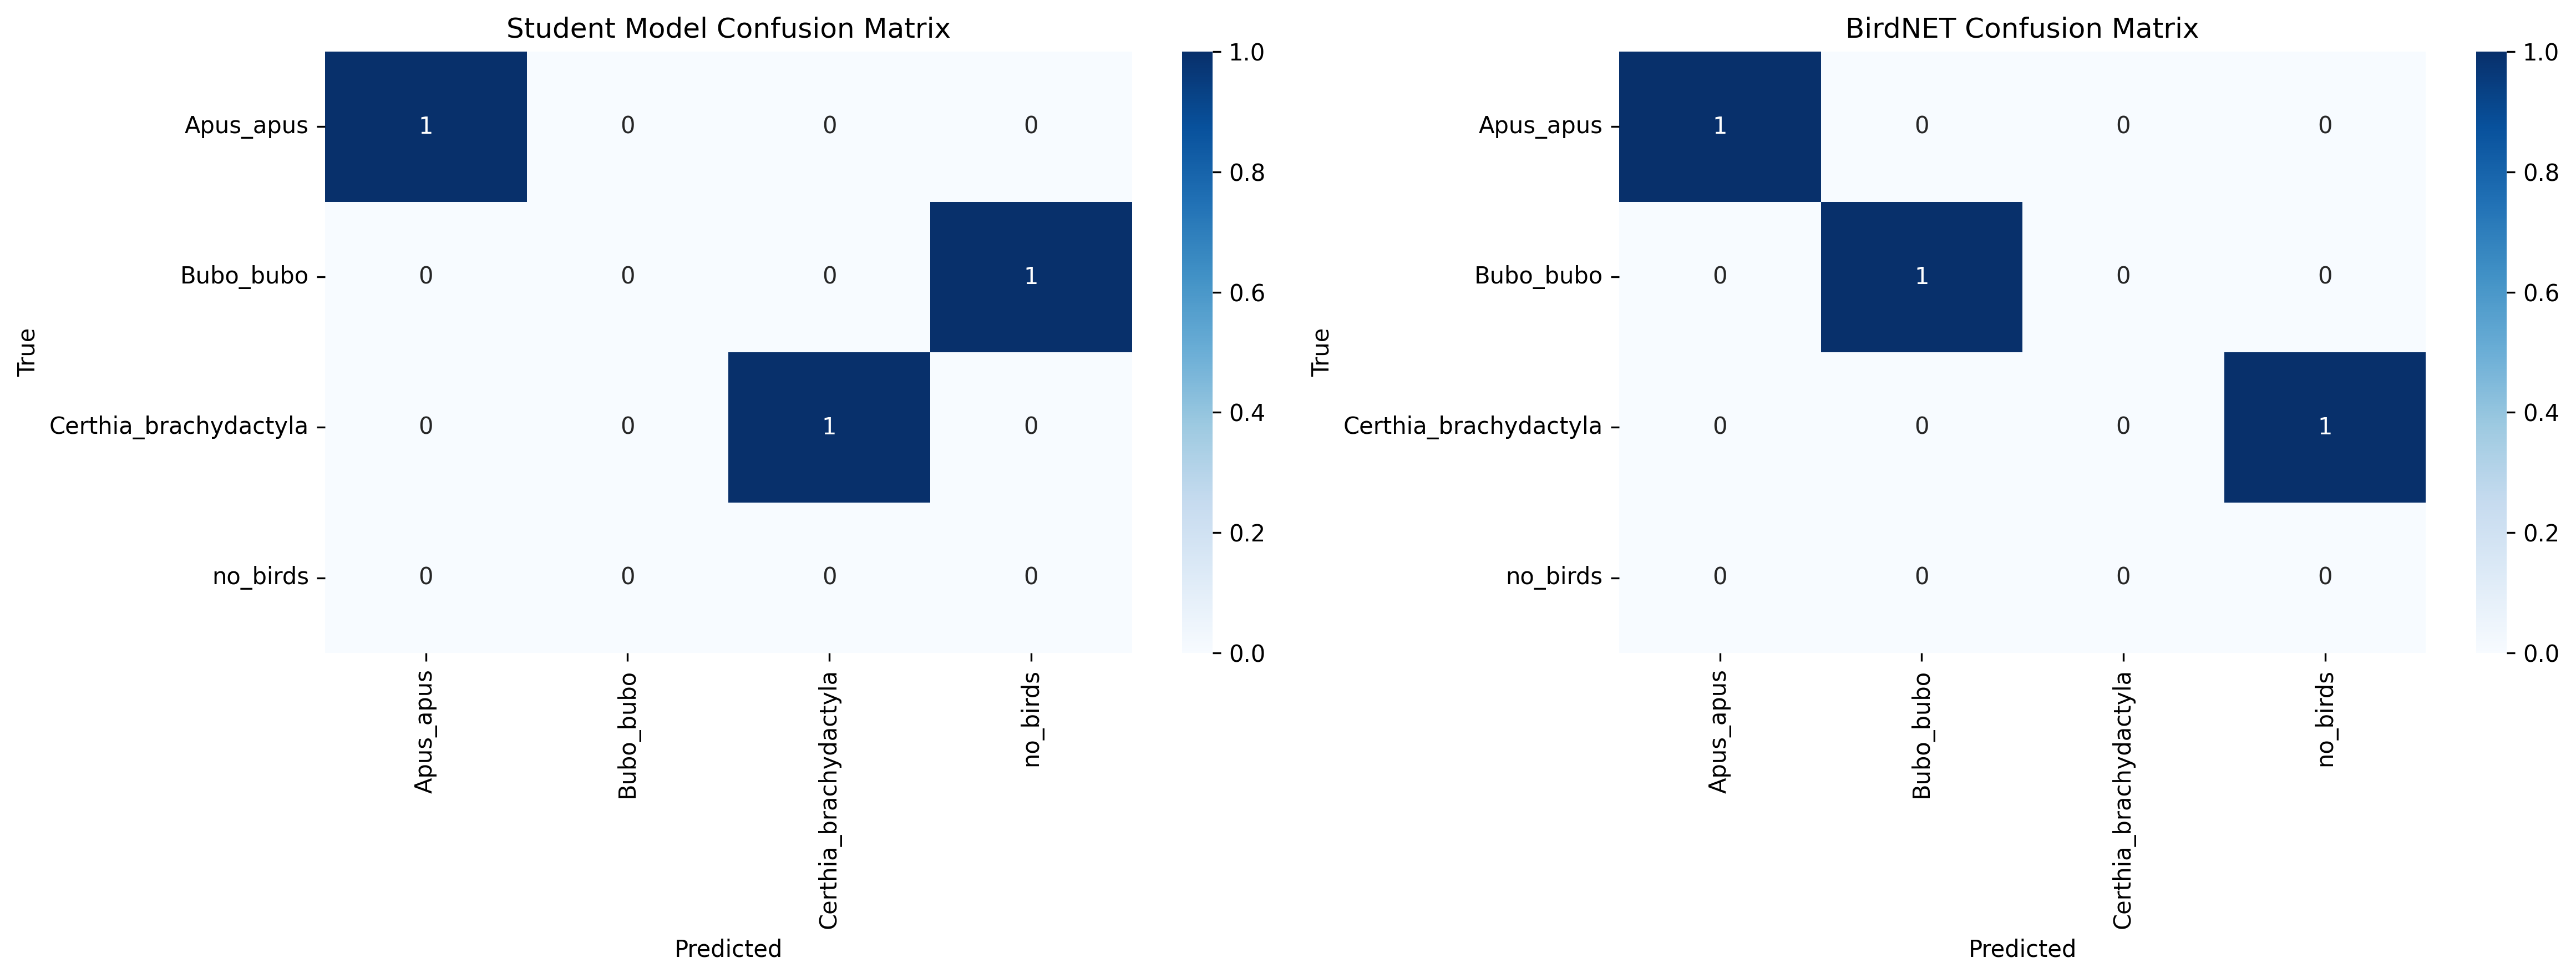 Student Model Confusion Matrix
True
Apus_apus 1 0 0 0
Bubo_bubo 0 0 0 1
Certhia_brachydactyla 0 0 1 0
no_birds 0 0 0 0
Apus_apus
Bubo_bubo
Certhia_brachydactyla
no_birds
Predicted
1.0
0.8
0.6
0.4
0.2
0.0
BirdNET Confusion Matrix
True
Apus_apus 1 0 0 0
Bubo_bubo 0 1 0 0
Certhia_brachydactyla 0 0 0 1
no_birds 0 0 0 0
Apus_apus
Bubo_bubo
Certhia_brachydactyla
no_birds
Predicted
1.0
0.8
0.6
0.4
0.2
0.0